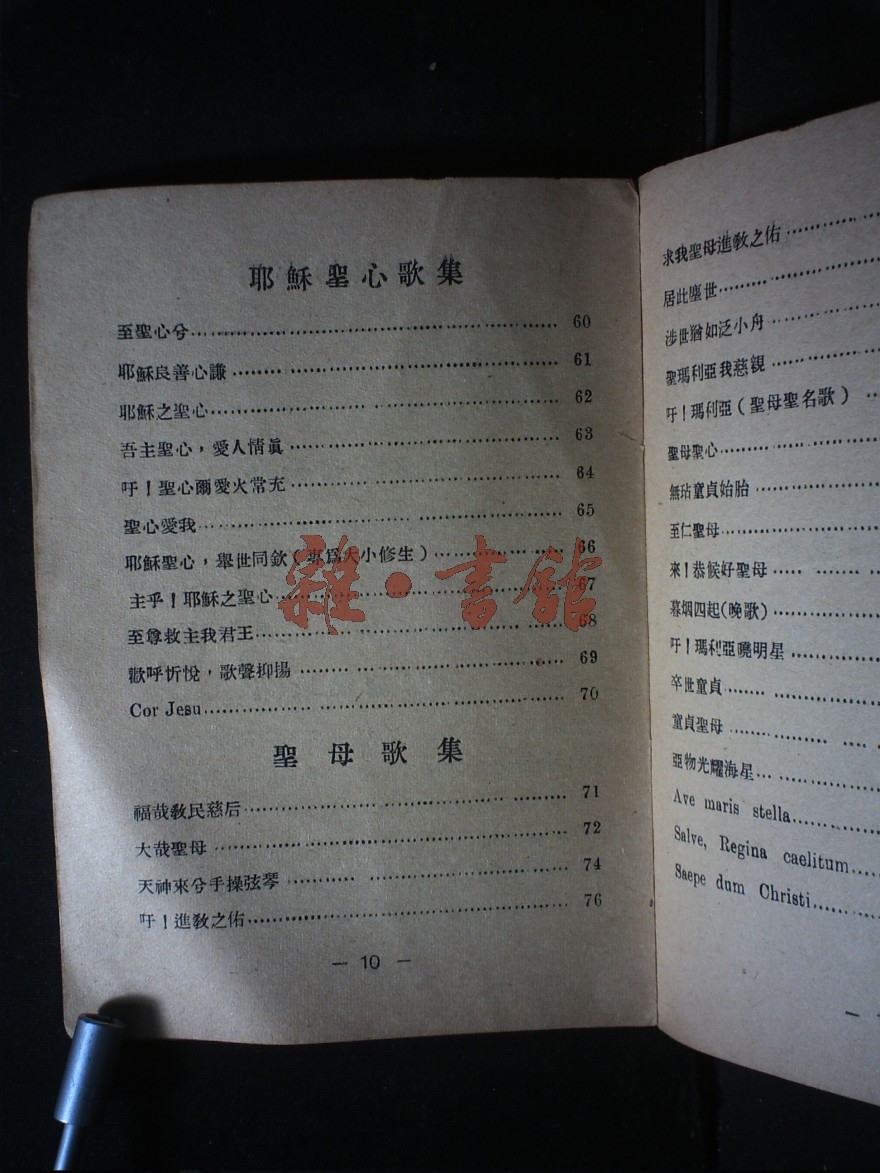 耶穌聖心歌集
至聖心兮 60
耶穌良善心謙 61
耶穌之聖心 62
吾主聖心，愛人情眞 63
吁！聖心爾愛火常充 64
聖心愛我 65
耶穌聖心，舉世同欽（專爲大小修生） 66
主乎！耶穌之聖心 67
至尊救主我君王 68
歡呼忻悅，歌聲抑揚 69
Cor Jesu 70
聖母歌集
福哉敎民慈后 71
大哉聖母 72
天神來兮手操弦琴 74
吁！進敎之佑 76
— 10 —
求我聖母進敎之佑
居此塵世
涉世猶如泛小舟
聖瑪利亞我慈親
吁！瑪利亞（聖母聖名歌）
聖母聖心
無玷童貞始胎
至仁聖母
來！恭候好聖母
暮烟四起(晚歌)
吁！瑪利亞曉明星
卒世童貞
童貞聖母
亞物光耀海星
Ave maris stella
Salve, Regina caelitum
Saepe dum Christi
雜·書館